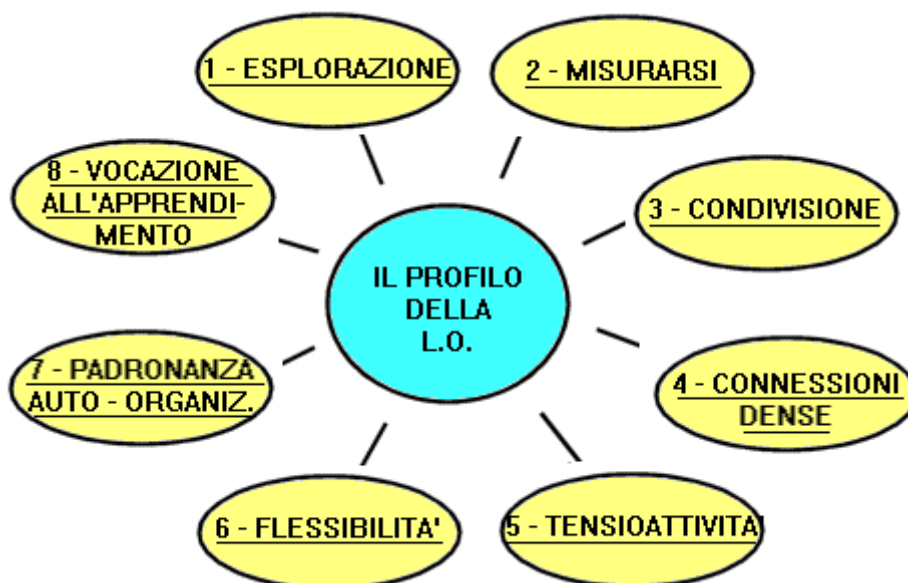 1 - ESPLORAZIONE
2 - MISURARSI
3 - CONDIVISIONE
4 - CONNESSIONI
DENSE
5 - TENSIOATTIVITA'
6 - FLESSIBILITA'
7 - PADRONANZA
AUTO - ORGANIZ.
8 - VOCAZIONE
ALL'APPRENDI-
MENTO
IL PROFILO
DELLA
L.O.